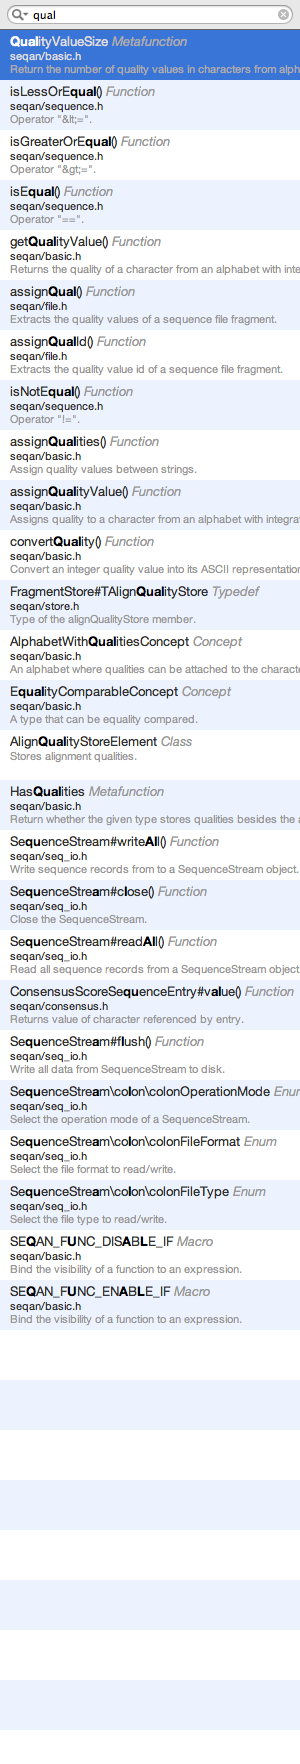 qual
QualityValueSize Metafunction
seqan/basic.h
Return the number of quality values in characters from alph
isLessOrEqual() Function
seqan/sequence.h
Operator "&lt;=".
isGreaterOrEqual() Function
seqan/sequence.h
Operator "&gt;=".
isEqual() Function
seqan/sequence.h
Operator "==".
getQualityValue() Function
seqan/basic.h
Returns the quality of a character from an alphabet with inte
assignQual() Function
seqan/file.h
Extracts the quality values of a sequence file fragment.
assignQualId() Function
seqan/file.h
Extracts the quality value id of a sequence file fragment.
isNotEqual() Function
seqan/sequence.h
Operator "!=".
assignQualities() Function
seqan/basic.h
Assign quality values between strings.
assignQualityValue() Function
seqan/basic.h
Assigns quality to a character from an alphabet with integra
convertQuality() Function
seqan/basic.h
Convert an integer quality value into its ASCII representation
FragmentStore#TAlignQualityStore Typedef
seqan/store.h
Type of the alignQualityStore member.
AlphabetWithQualitiesConcept Concept
seqan/basic.h
An alphabet where qualities can be attached to the characte
EqualityComparableConcept Concept
seqan/basic.h
A type that can be equality compared.
AlignQualityStoreElement Class
Stores alignment qualities.
HasQualities Metafunction
seqan/basic.h
Return whether the given type stores qualities besides the a
SequenceStream#writeAll() Function
seqan/seq_io.h
Write sequence records from to a SequenceStream object.
SequenceStream#close() Function
seqan/seq_io.h
Close the SequenceStream.
SequenceStream#readAll() Function
seqan/seq_io.h
Read all sequence records from a SequenceStream object
ConsensusScoreSequenceEntry#value() Function
seqan/consensus.h
Returns value of character referenced by entry.
SequenceStream#flush() Function
seqan/seq_io.h
Write all data from SequenceStream to disk.
SequenceStream\colon\colonOperationMode Enum
seqan/seq_io.h
Select the operation mode of a SequenceStream.
SequenceStream\colon\colonFileFormat Enum
seqan/seq_io.h
Select the file format to read/write.
SequenceStream\colon\colonFileType Enum
seqan/seq_io.h
Select the file type to read/write.
SEQAN_FUNC_DISABLE_IF Macro
seqan/basic.h
Bind the visibility of a function to an expression.
SEQAN_FUNC_ENABLE_IF Macro
seqan/basic.h
Bind the visibility of a function to an expression.